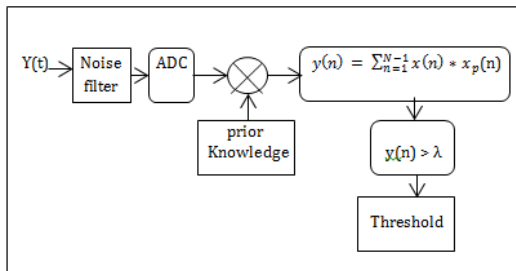 Y(t)
Noise
filter
ADC
y(n) = ∑_{n=1}^{N-1} x(n) * x_p(n)
prior
Knowledge
y(n) > λ
Threshold